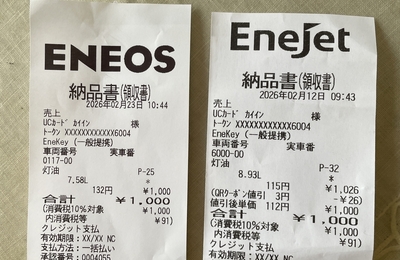 ENEOS
納品書(領収書)
2026年02月23日 10:44
売上
UCカード カイイン 様
トークン XXXXXXXXXXXX6004
EneKey (一般提携)
車両番号 実車番
0117-00
灯油 P-25
7.58L *
132円 ¥1,000
合計 ¥1,000
(消費税10%対象 ¥1,000
内消費税等 ¥91)
クレジット支払
有効期限:XX/XX NC
支払方法:一括払い
承認番号:0004055
EneJet
納品書(領収書)
2026年02月12日 09:43
売上
UCカード カイイン 様
トークン XXXXXXXXXXXX6004
EneKey (一般提携)
車両番号 実車番
6000-00
灯油 P-32
8.93L *
115円 ¥1,026
(QRクーポン値引 3円 -¥26)
値引後単価 112円 ¥1,000
合計 ¥1,000
(消費税10%対象 ¥1,000
内消費税等 ¥91)
クレジット支払
有効期限:XX/XX NC